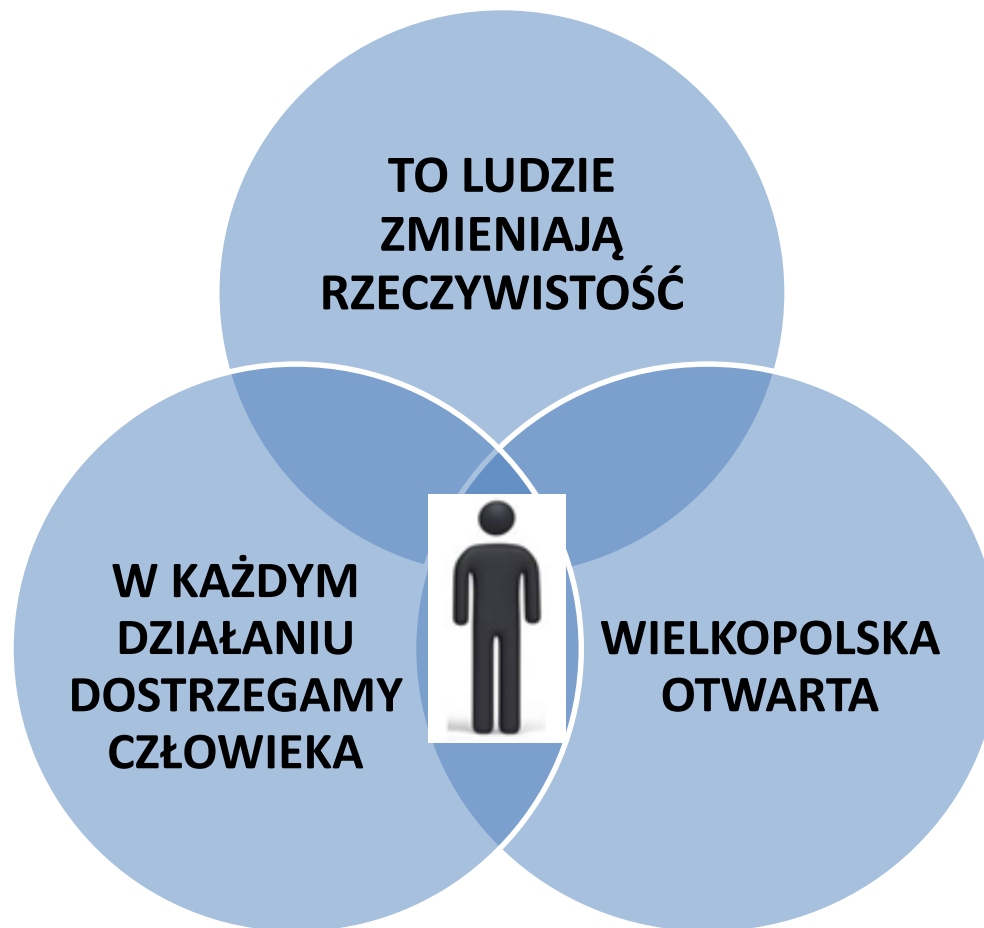 TO LUDZIE
ZMIENIAJĄ
RZECZYWISTOŚĆ
W KAŻDYM
DZIAŁANIU
DOSTRZEGAMY
CZŁOWIEKA
WIELKOPOLSKA
OTWARTA